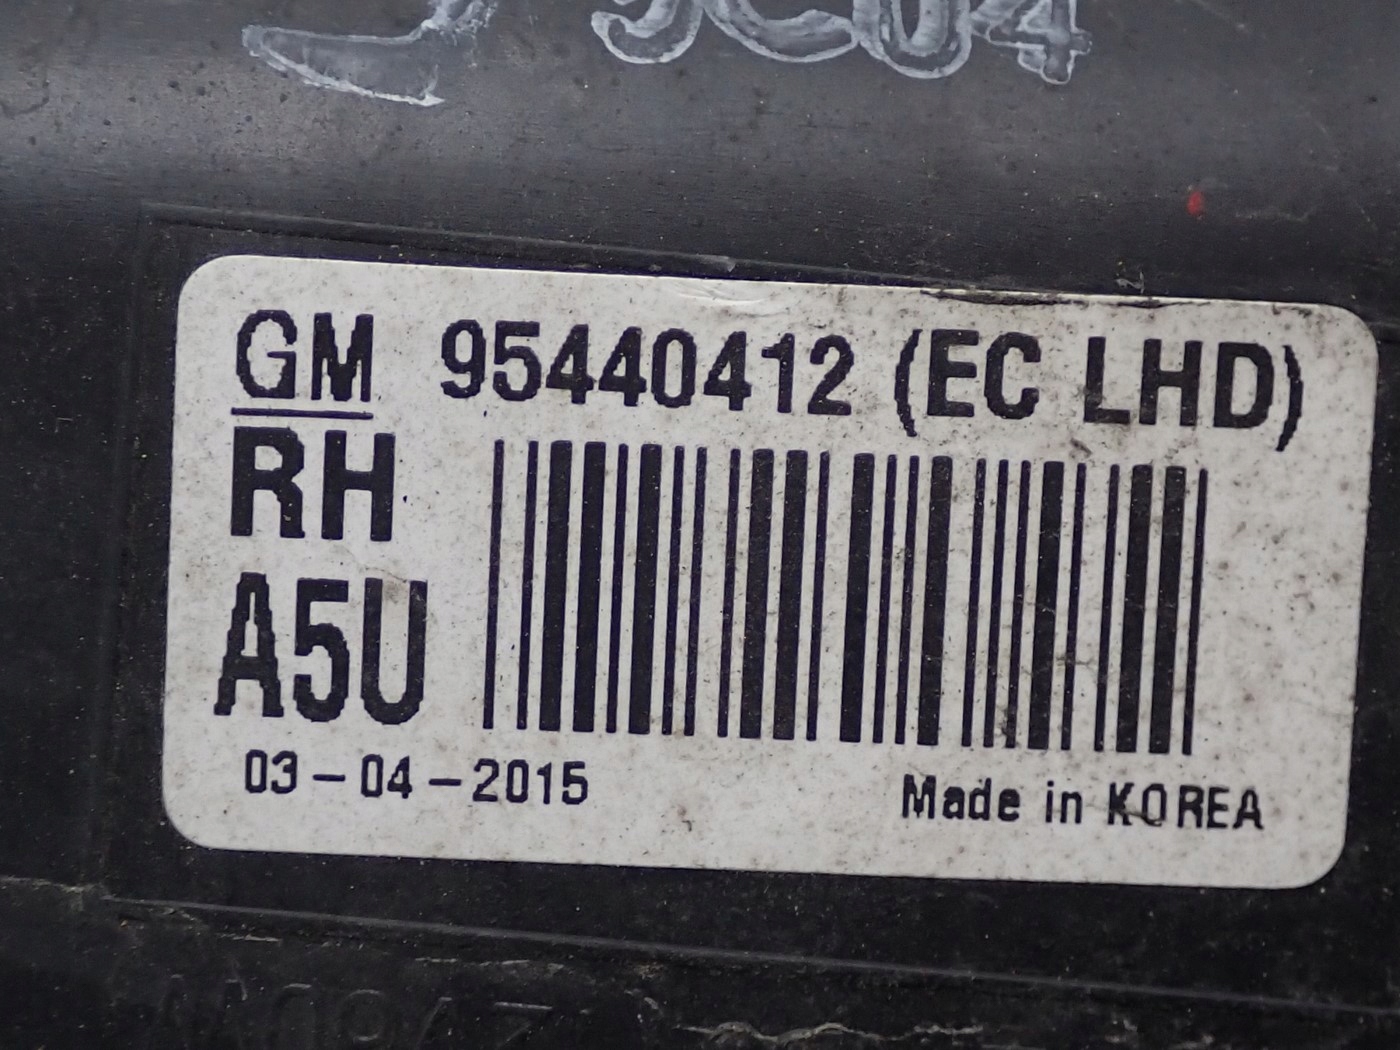 GM 95440412 (EC LHD)
RH
A5U
03-04-2015
Made in KOREA